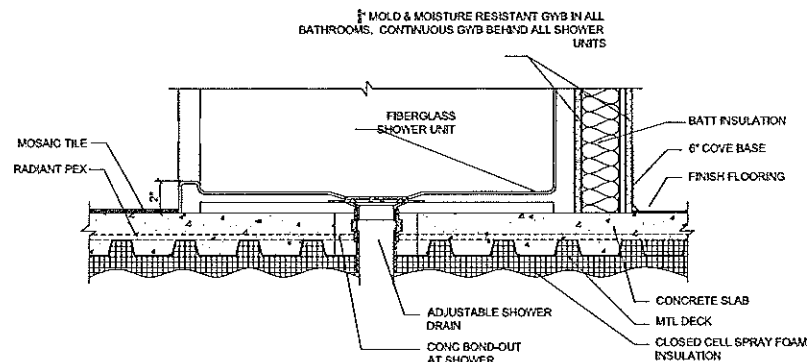 5/8" MOLD & MOISTURE RESISTANT GWB IN ALL
BATHROOMS, CONTINUOUS GWB BEHIND ALL SHOWER
UNITS
FIBERGLASS
SHOWER UNIT
BATT INSULATION
MOSAIC TILE
6" COVE BASE
RADIANT PEX
2"
FINISH FLOORING
CONCRETE SLAB
ADJUSTABLE SHOWER
DRAIN
MTL DECK
CONC BOND-OUT
AT SHOWER
CLOSED CELL SPRAY FOAM
INSULATION